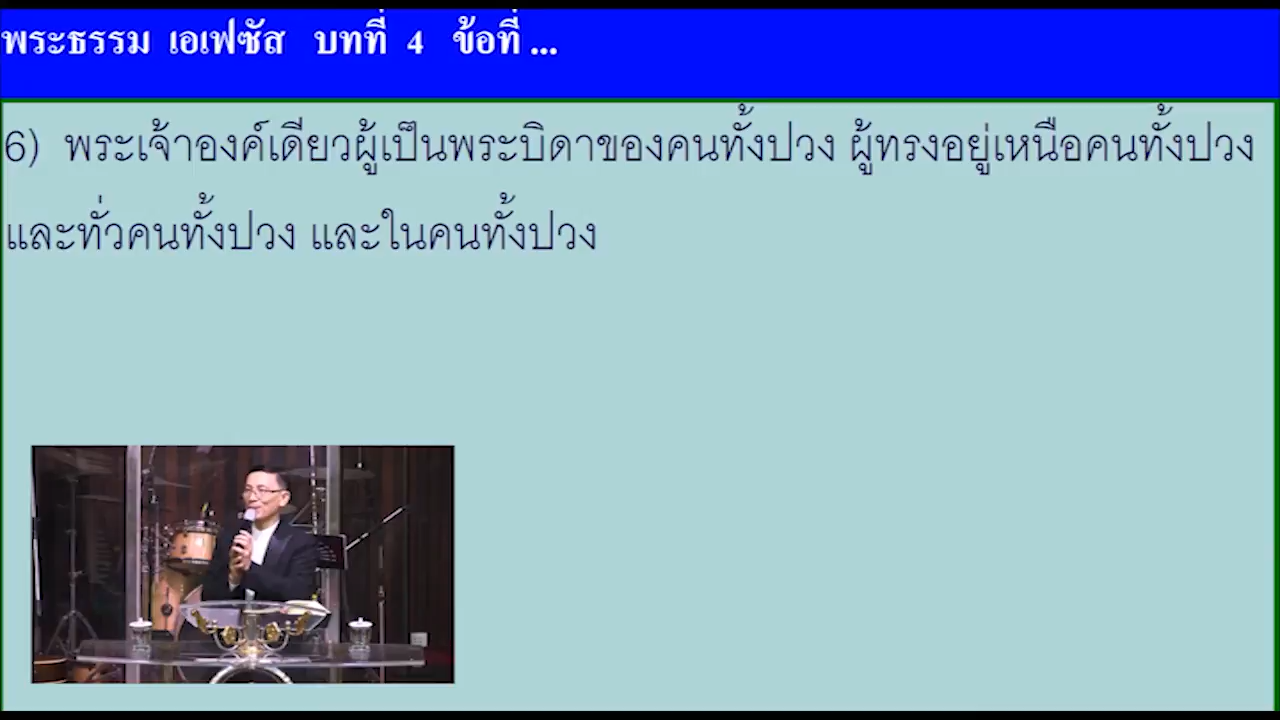 พระธรรม เอเฟซัส บทที่ 4 ข้อที่ ...
6) พระเจ้าองค์เดียวผู้เป็นพระบิดาของคนทั้งปวง ผู้ทรงอยู่เหนือคนทั้งปวง
และทั่วคนทั้งปวง และในคนทั้งปวง